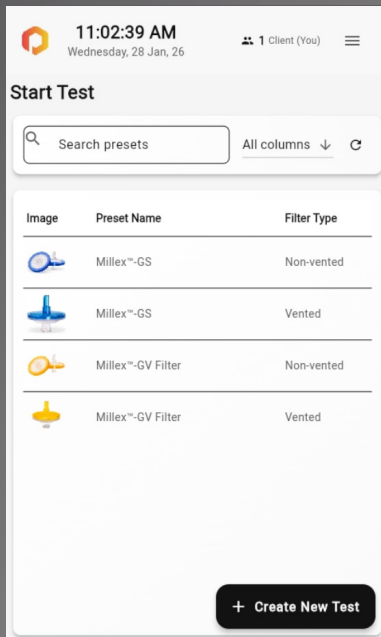 11:02:39 AM
Wednesday, 28 Jan, 26
1 Client (You)
Start Test
Search presets
All columns
Image Preset Name Filter Type
Millex™-GS Non-vented
Millex™-GS Vented
Millex™-GV Filter Non-vented
Millex™-GV Filter Vented
+ Create New Test